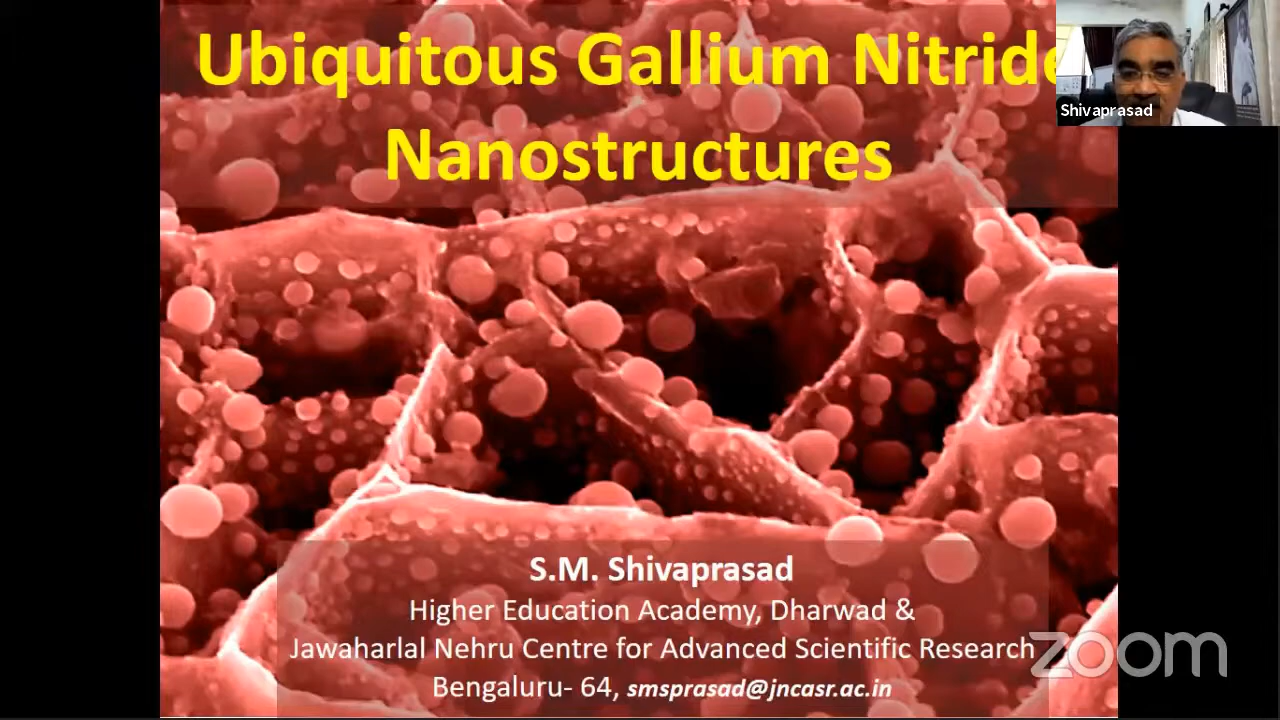 Ubiquitous Gallium Nitride
Nanostructures
Shivaprasad
S.M. Shivaprasad
Higher Education Academy, Dharwad &
Jawaharlal Nehru Centre for Advanced Scientific Research
Bengaluru- 64, smsprasad@jncasr.ac.in
zoom